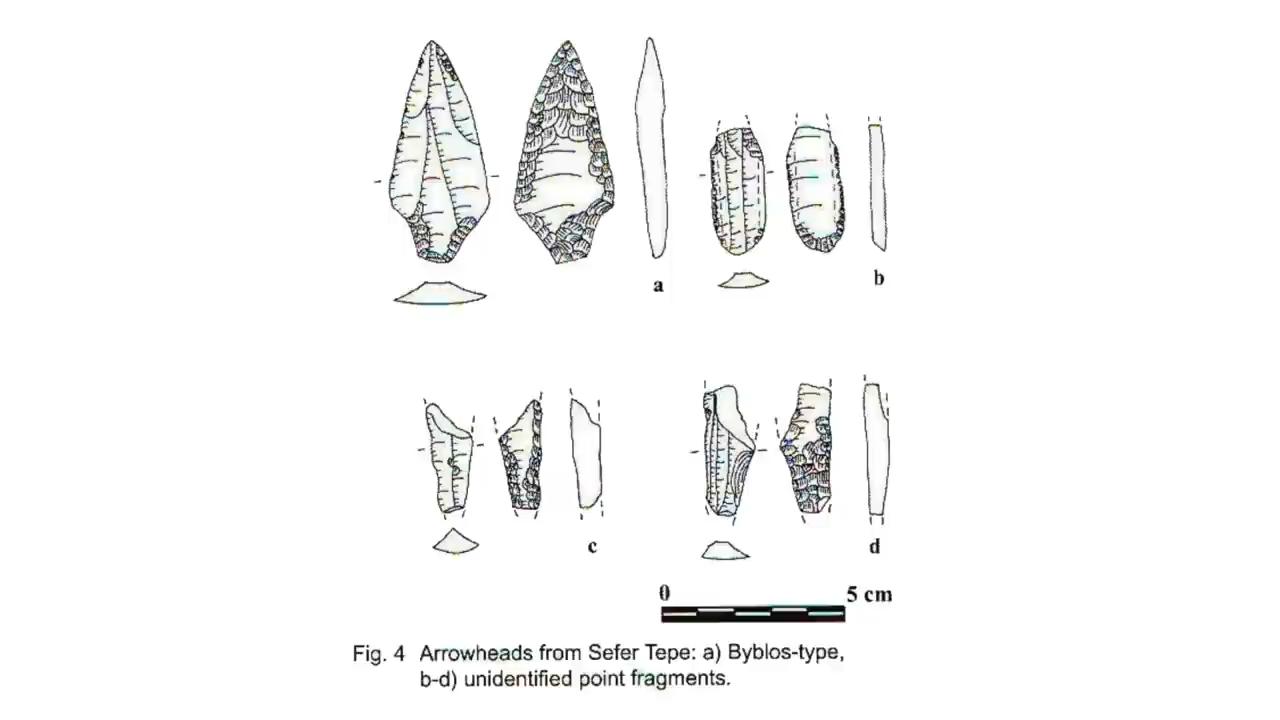 a
b
c
d
0 5 cm
Fig. 4 Arrowheads from Sefer Tepe: a) Byblos-type,
b-d) unidentified point fragments.